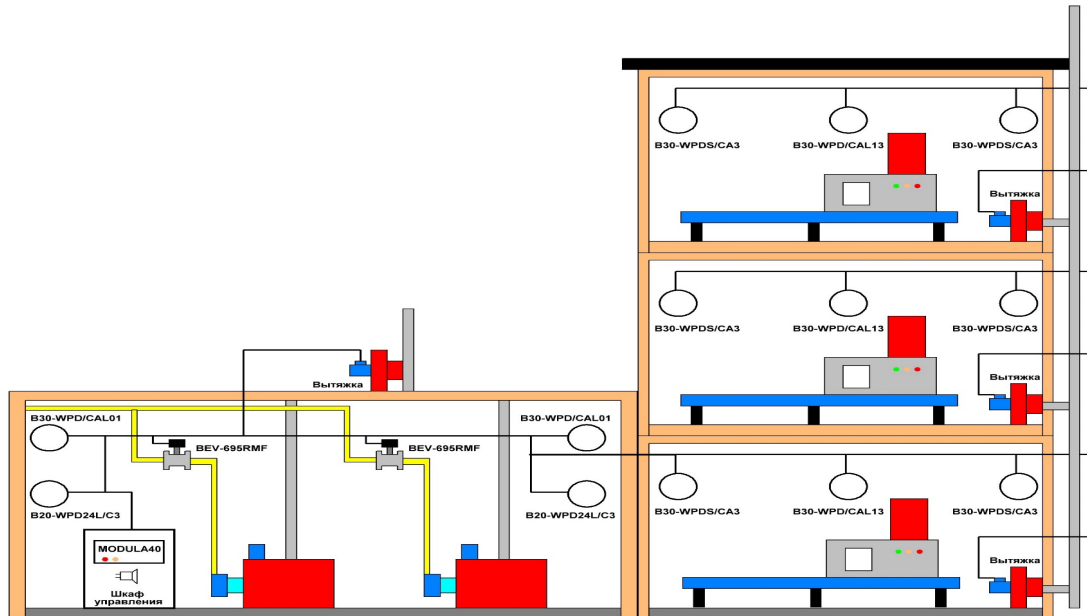 B30-WPDS/CA3
B30-WPD/CAL13
B30-WPDS/CA3
Вытяжка
B30-WPDS/CA3
B30-WPD/CAL13
B30-WPDS/CA3
Вытяжка
Вытяжка
B30-WPD/CAL01
B30-WPD/CAL01
BEV-695RMF
BEV-695RMF
B20-WPD24L/C3
B20-WPD24L/C3
B30-WPDS/CA3
B30-WPD/CAL13
B30-WPDS/CA3
Вытяжка
MODULA40
Шкаф
управления